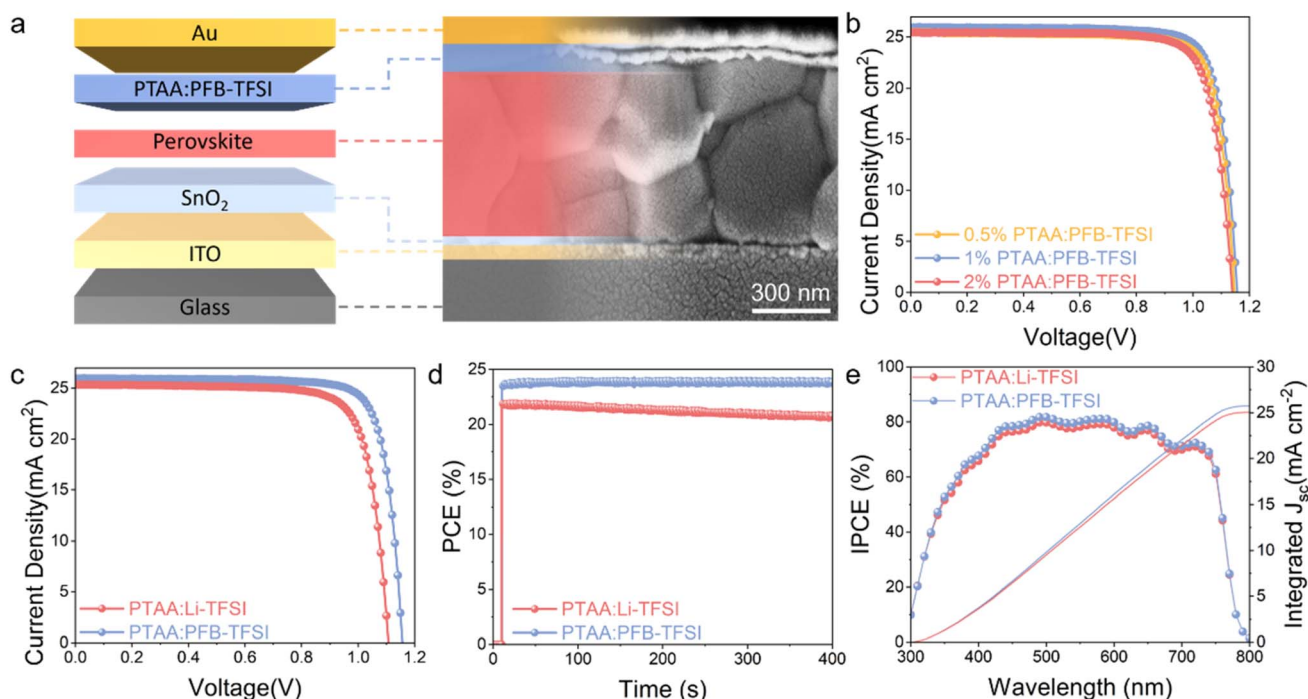 a
Au
PTAA:PFB-TFSI
Perovskite
SnO₂
ITO
Glass
300 nm
b
Current Density(mA cm²)
25
20
15
10
5
0
0.0 0.2 0.4 0.6 0.8 1.0 1.2
Voltage(V)
0.5% PTAA:PFB-TFSI
1% PTAA:PFB-TFSI
2% PTAA:PFB-TFSI
c
Current Density(mA cm²)
25
20
15
10
5
0
0.0 0.2 0.4 0.6 0.8 1.0 1.2
Voltage(V)
PTAA:Li-TFSI
PTAA:PFB-TFSI
d
PCE (%)
25
20
15
10
5
0
0 100 200 300 400
Time (s)
PTAA:Li-TFSI
PTAA:PFB-TFSI
e
IPCE (%)
100
80
60
40
20
0
300 400 500 600 700 800
Wavelength (nm)
PTAA:Li-TFSI
PTAA:PFB-TFSI
30
25
20
15
10
5
0
Integrated Jsc(mA cm⁻²)